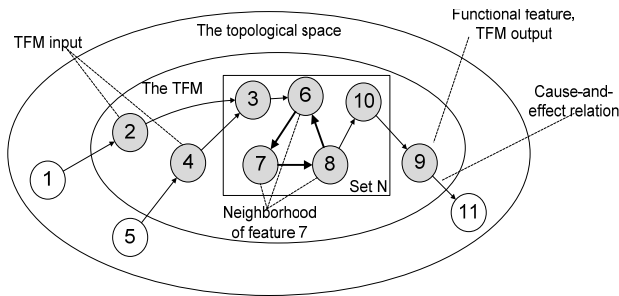 Functional feature,
TFM output
The topological space
TFM input
The TFM
Cause-and-
effect relation
3
6
10
2
4
7
8
9
1
Set N
5
Neighborhood
of feature 7
11